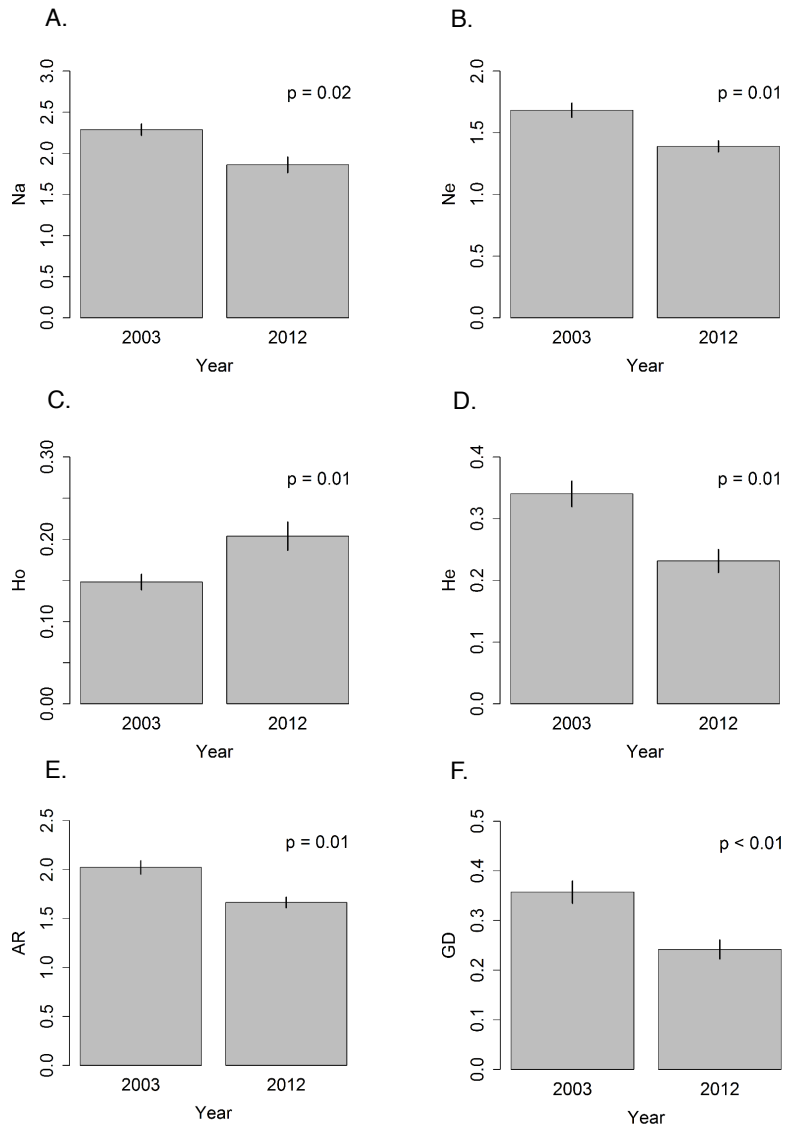 A.
3.0
2.5
2.0
1.5
1.0
0.5
0.0
Na
p = 0.02
2003 2012
Year
B.
2.0
1.5
1.0
0.5
0.0
Ne
p = 0.01
2003 2012
Year
C.
0.30
0.20
0.10
0.00
Ho
p = 0.01
2003 2012
Year
D.
0.4
0.3
0.2
0.1
0.0
He
p = 0.01
2003 2012
Year
E.
2.5
2.0
1.5
1.0
0.5
0.0
AR
p = 0.01
2003 2012
Year
F.
0.5
0.4
0.3
0.2
0.1
0.0
GD
p < 0.01
2003 2012
Year